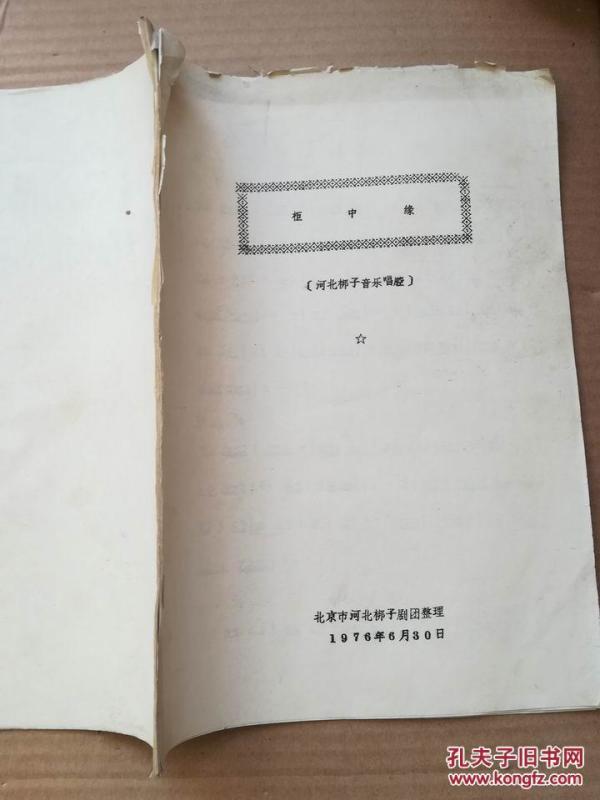 柜中缘
〔河北梆子音乐唱腔〕
☆
北京市河北梆子剧团整理
1976年6月30日
孔夫子旧书网
www.kongfz.com